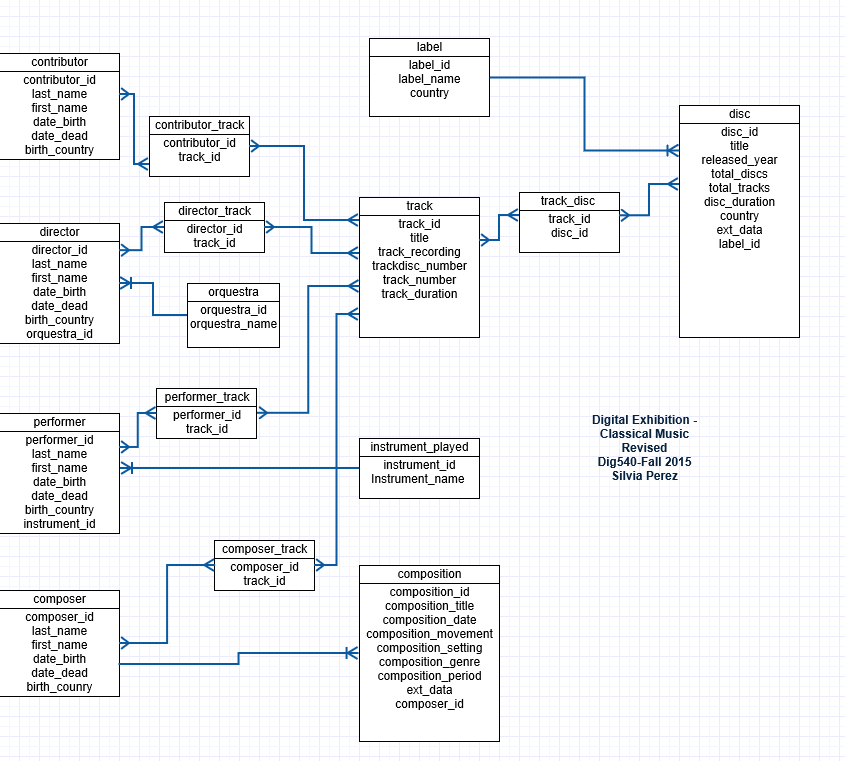 label
label_id
label_name
country
contributor
contributor_id
last_name
first_name
date_birth
date_dead
birth_country
contributor_track
contributor_id
track_id
disc
disc_id
title
released_year
total_discs
total_tracks
disc_duration
country
ext_data
label_id
director_track
director_id
track_id
track
track_id
title
track_recording
trackdisc_number
track_number
track_duration
track_disc
track_id
disc_id
director
director_id
last_name
first_name
date_birth
date_dead
birth_country
orquestra_id
orquestra
orquestra_id
orquestra_name
performer_track
performer_id
track_id
performer
performer_id
last_name
first_name
date_birth
date_dead
birth_country
instrument_id
instrument_played
instrument_id
Instrument_name
Digital Exhibition -
Classical Music
Revised
Dig540-Fall 2015
Silvia Perez
composer_track
composer_id
track_id
composer
composer_id
last_name
first_name
date_birth
date_dead
birth_counry
composition
composition_id
composition_title
composition_date
composition_movement
composition_setting
composition_genre
composition_period
ext_data
composer_id